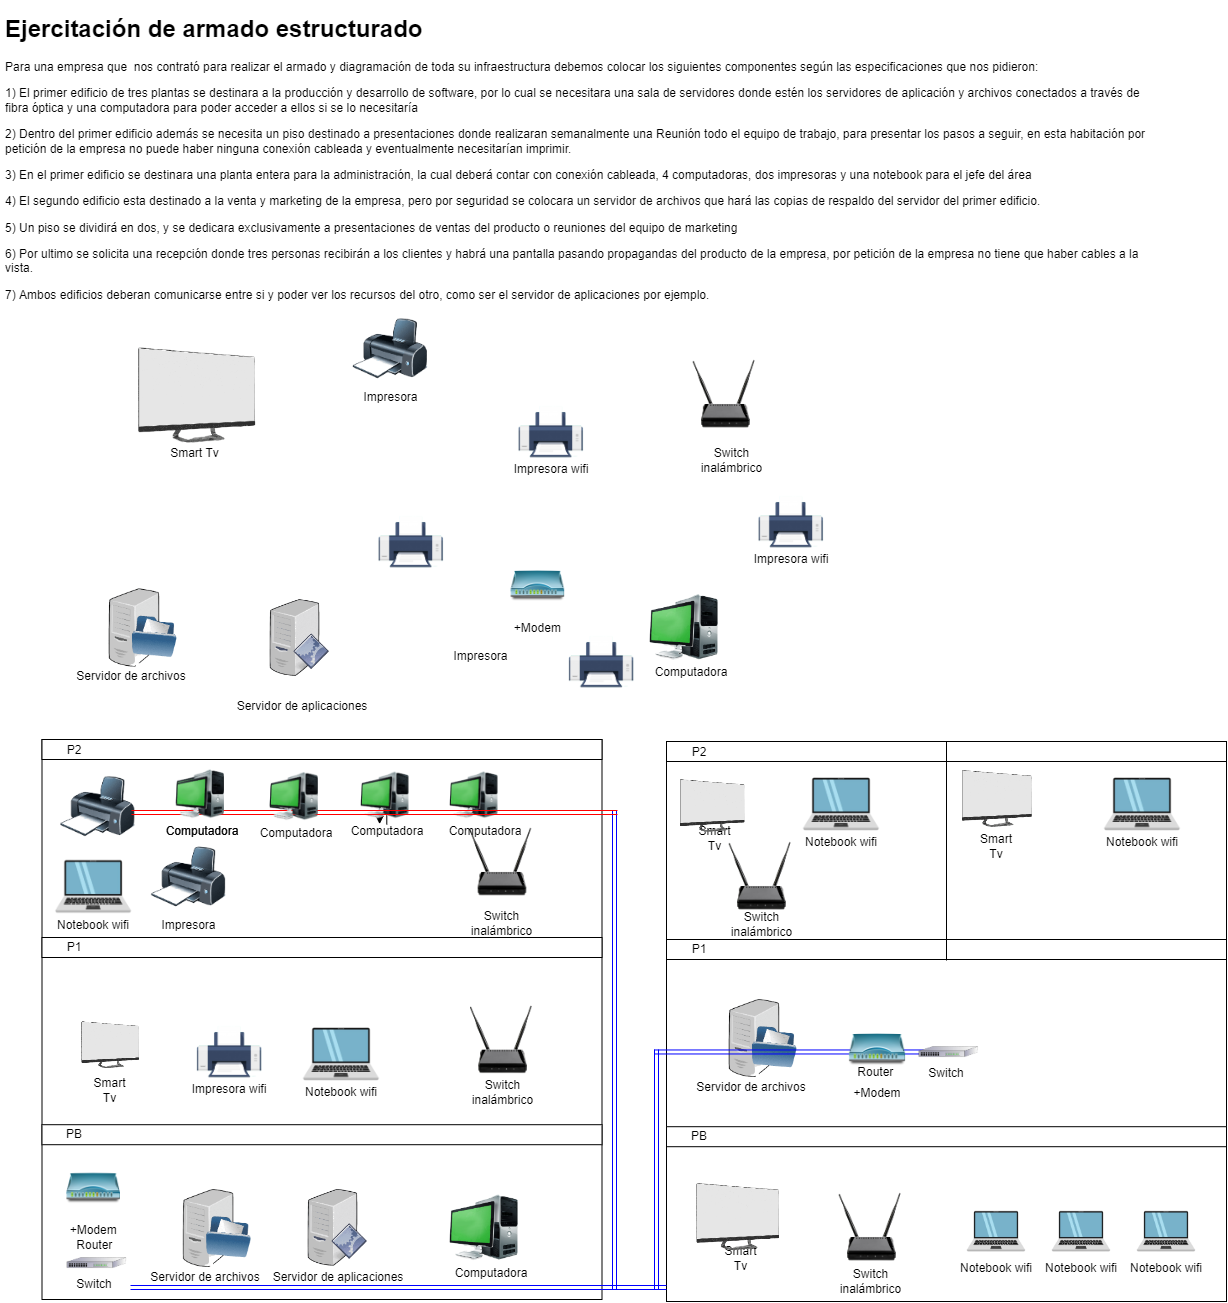 Ejercitación de armado estructurado
Para una empresa que  nos contrató para realizar el armado y diagramación de toda su infraestructura debemos colocar los siguientes componentes según las especificaciones que nos pidieron:
1) El primer edificio de tres plantas se destinara a la producción y desarrollo de software, por lo cual se necesitara una sala de servidores donde estén los servidores de aplicación y archivos conectados a través de
fibra óptica y una computadora para poder acceder a ellos si se lo necesitaría
2) Dentro del primer edificio además se necesita un piso destinado a presentaciones donde realizaran semanalmente una Reunión todo el equipo de trabajo, para presentar los pasos a seguir, en esta habitación por
petición de la empresa no puede haber ninguna conexión cableada y eventualmente necesitarían imprimir.
3) En el primer edificio se destinara una planta entera para la administración, la cual deberá contar con conexión cableada, 4 computadoras, dos impresoras y una notebook para el jefe del área
4) El segundo edificio esta destinado a la venta y marketing de la empresa, pero por seguridad se colocara un servidor de archivos que hará las copias de respaldo del servidor del primer edificio.
5) Un piso se dividirá en dos, y se dedicara exclusivamente a presentaciones de ventas del producto o reuniones del equipo de marketing
6) Por ultimo se solicita una recepción donde tres personas recibirán a los clientes y habrá una pantalla pasando propagandas del producto de la empresa, por petición de la empresa no tiene que haber cables a la
vista.
7) Ambos edificios deberan comunicarse entre si y poder ver los recursos del otro, como ser el servidor de aplicaciones por ejemplo.
Smart Tv
Impresora
Impresora wifi
Switch
inalámbrico
Impresora wifi
+Modem
Impresora
Computadora
Servidor de archivos
Servidor de aplicaciones
P2
Computadora
Computadora
Computadora
Computadora
Notebook wifi
Impresora
Switch
inalámbrico
P1
Smart
Tv
Impresora wifi
Notebook wifi
Switch
inalámbrico
PB
+Modem
Router
Switch
Servidor de archivos
Servidor de aplicaciones
Computadora
P2
Smart
Tv
Notebook wifi
Switch
inalámbrico
Smart
Tv
Notebook wifi
P1
Servidor de archivos
Router
+Modem
Switch
PB
Smart
Tv
Switch
inalámbrico
Notebook wifi
Notebook wifi
Notebook wifi